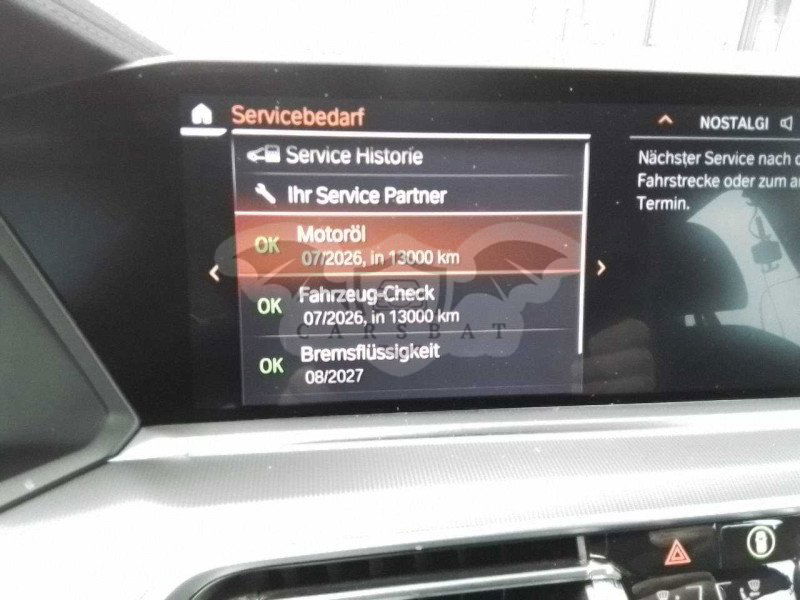 Servicebedarf
NOSTALGI
Service Historie
Ihr Service Partner
OK Motoröl
07/2026, in 13000 km
OK Fahrzeug-Check
07/2026, in 13000 km
OK Bremsflüssigkeit
08/2027
Nächster Service nach
Fahrstrecke oder zum
Termin.
CARSBAT